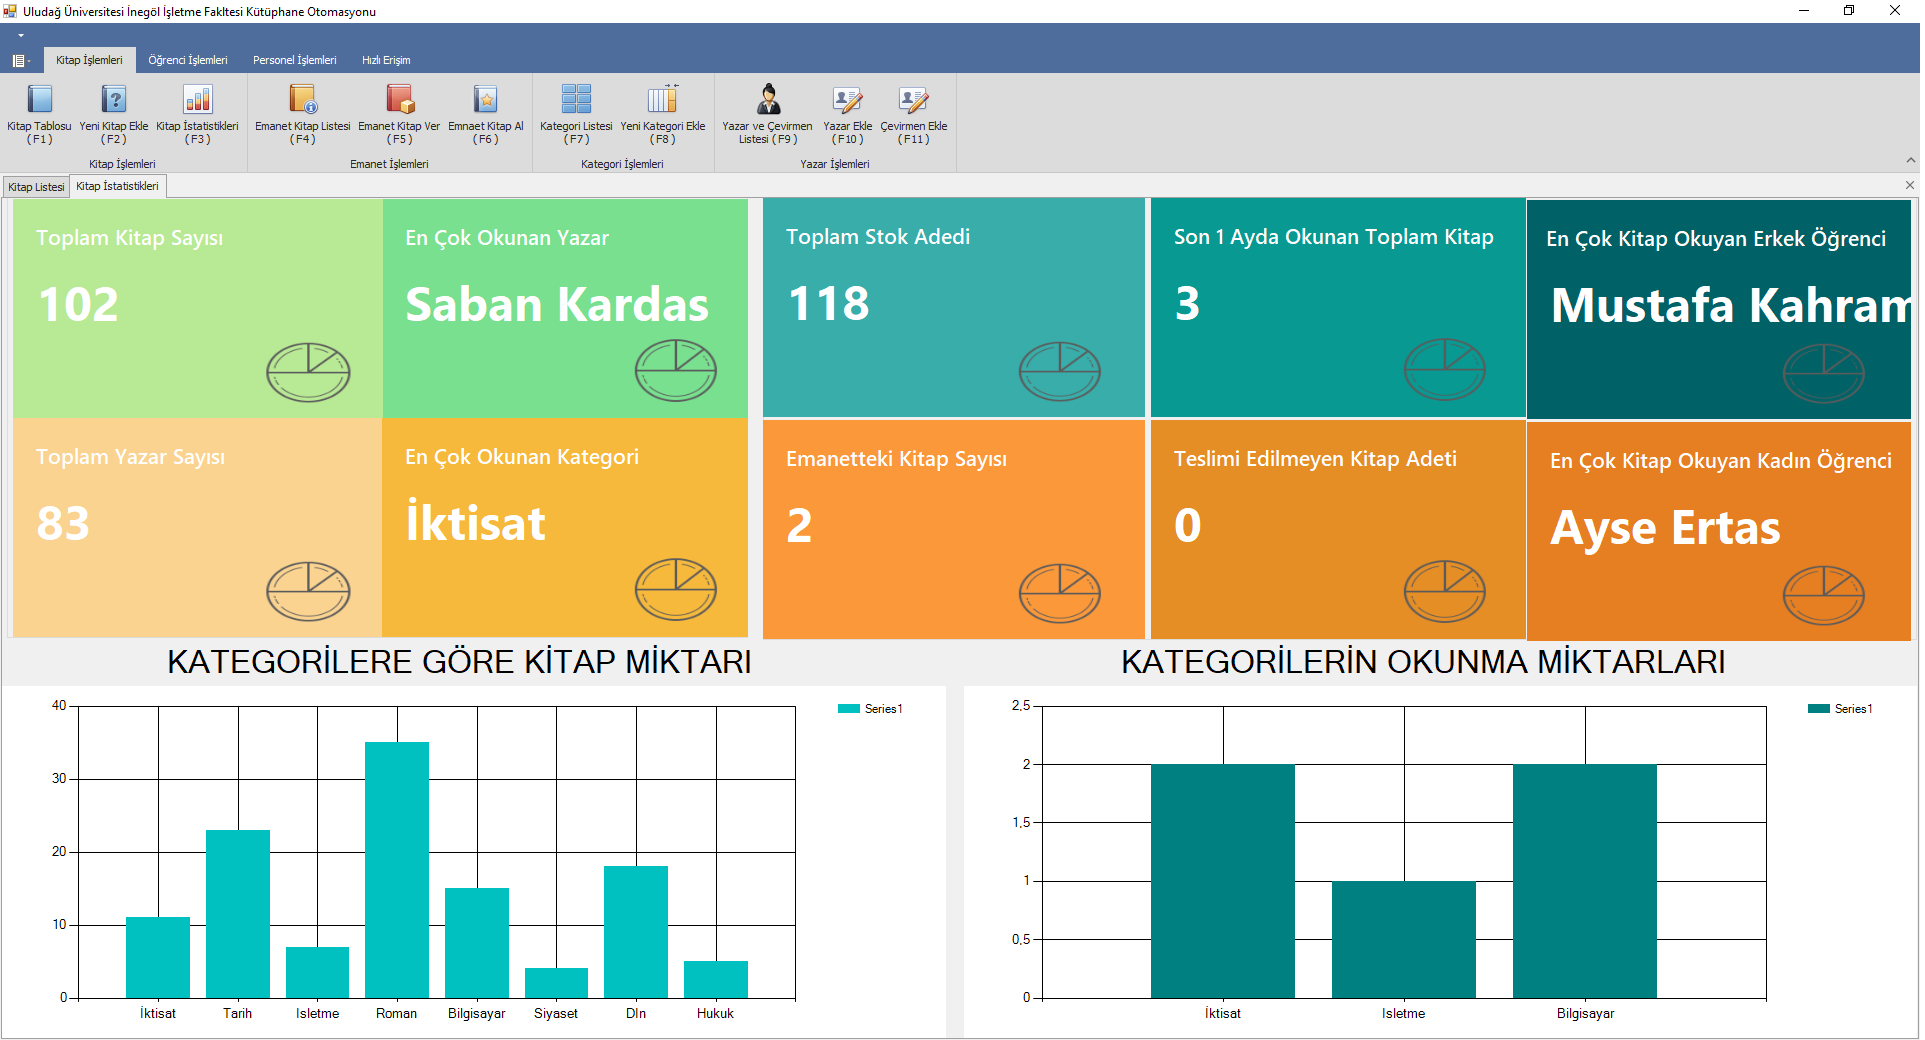 Uludağ Üniversitesi İnegöl İşletme Fakltesi Kütüphane Otomasyonu
Kitap İşlemleri
Öğrenci İşlemleri
Personel İşlemleri
Hızlı Erişim
Kitap Tablosu
( F1 )
Yeni Kitap Ekle
( F2 )
Kitap İstatistikleri
( F3 )
Kitap İşlemleri
Emanet Kitap Listesi
( F4 )
Emanet Kitap Ver
( F5 )
Emnaet Kitap Al
( F6 )
Emanet İşlemleri
Kategori Listesi
( F7 )
Yeni Kategori Ekle
( F8 )
Kategori İşlemleri
Yazar ve Çevirmen
Listesi ( F9 )
Yazar Ekle
( F10 )
Çevirmen Ekle
( F11 )
Yazar İşlemleri
Kitap Listesi
Kitap İstatistikleri
Toplam Kitap Sayısı
102
En Çok Okunan Yazar
Saban Kardas
Toplam Stok Adedi
118
Son 1 Ayda Okunan Toplam Kitap
3
En Çok Kitap Okuyan Erkek Öğrenci
Mustafa Kahram
Toplam Yazar Sayısı
83
En Çok Okunan Kategori
İktisat
Emanetteki Kitap Sayısı
2
Teslimi Edilmeyen Kitap Adeti
0
En Çok Kitap Okuyan Kadın Öğrenci
Ayse Ertas
KATEGORİLERE GÖRE KİTAP MİKTARI
40
30
20
10
0
İktisat
Tarih
Isletme
Roman
Bilgisayar
Siyaset
Dİn
Hukuk
Series1
KATEGORİLERİN OKUNMA MİKTARLARI
2,5
2
1,5
1
0,5
0
İktisat
Isletme
Bilgisayar
Series1